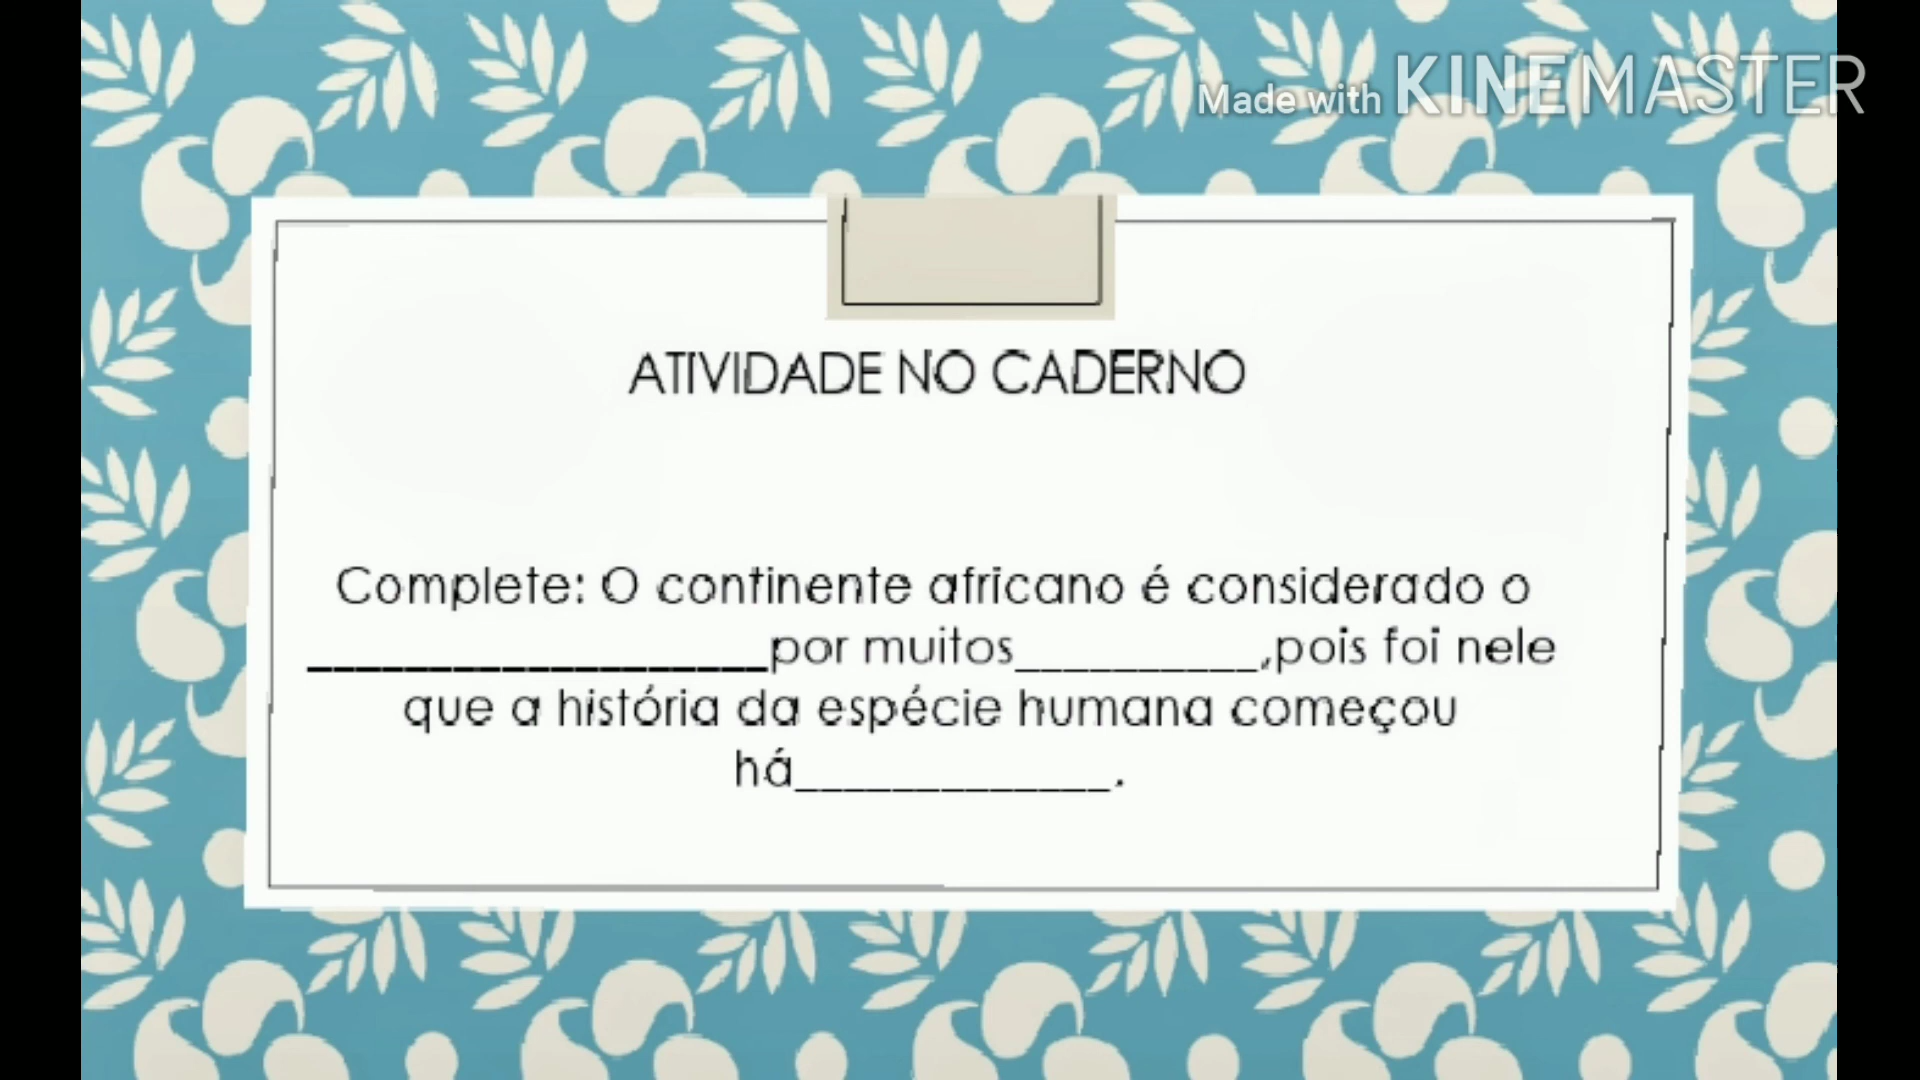 Made with KINEMASTER
ATIVIDADE NO CADERNO
Complete: O continente africano é considerado o
___________________por muitos__________,pois foi nele
que a história da espécie humana começou
há_____________.